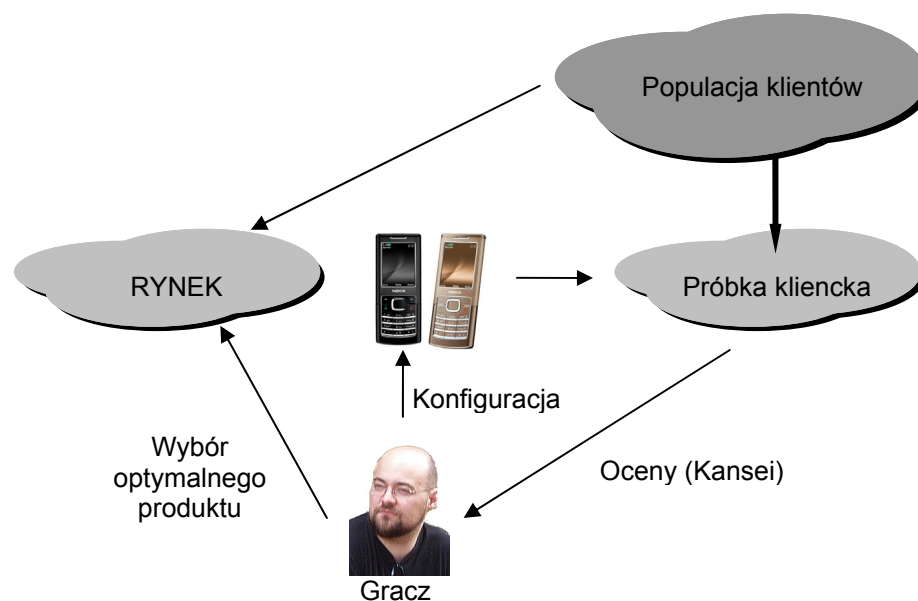 Populacja klientów
RYNEK
Próbka kliencka
Konfiguracja
Wybór
optymalnego
produktu
Oceny (Kansei)
Gracz